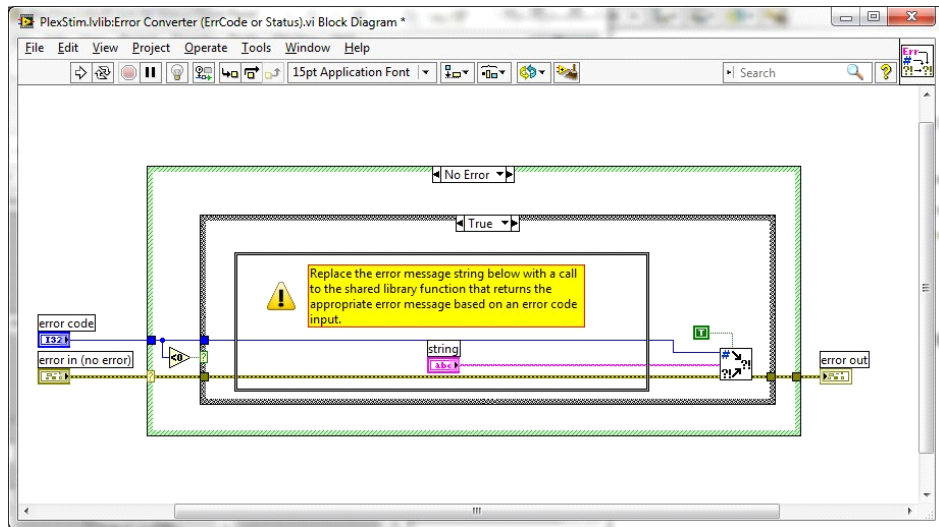 PlexStim.lvlib:Error Converter (ErrCode or Status).vi Block Diagram *
File Edit View Project Operate Tools Window Help
15pt Application Font
Search
?
Err
#
?!→?!
No Error
True
Replace the error message string below with a call
to the shared library function that returns the
appropriate error message based on an error code
input.
error code
I32
<0
?
T
string
abc
#
?!
?!
error in (no error)
?
error out